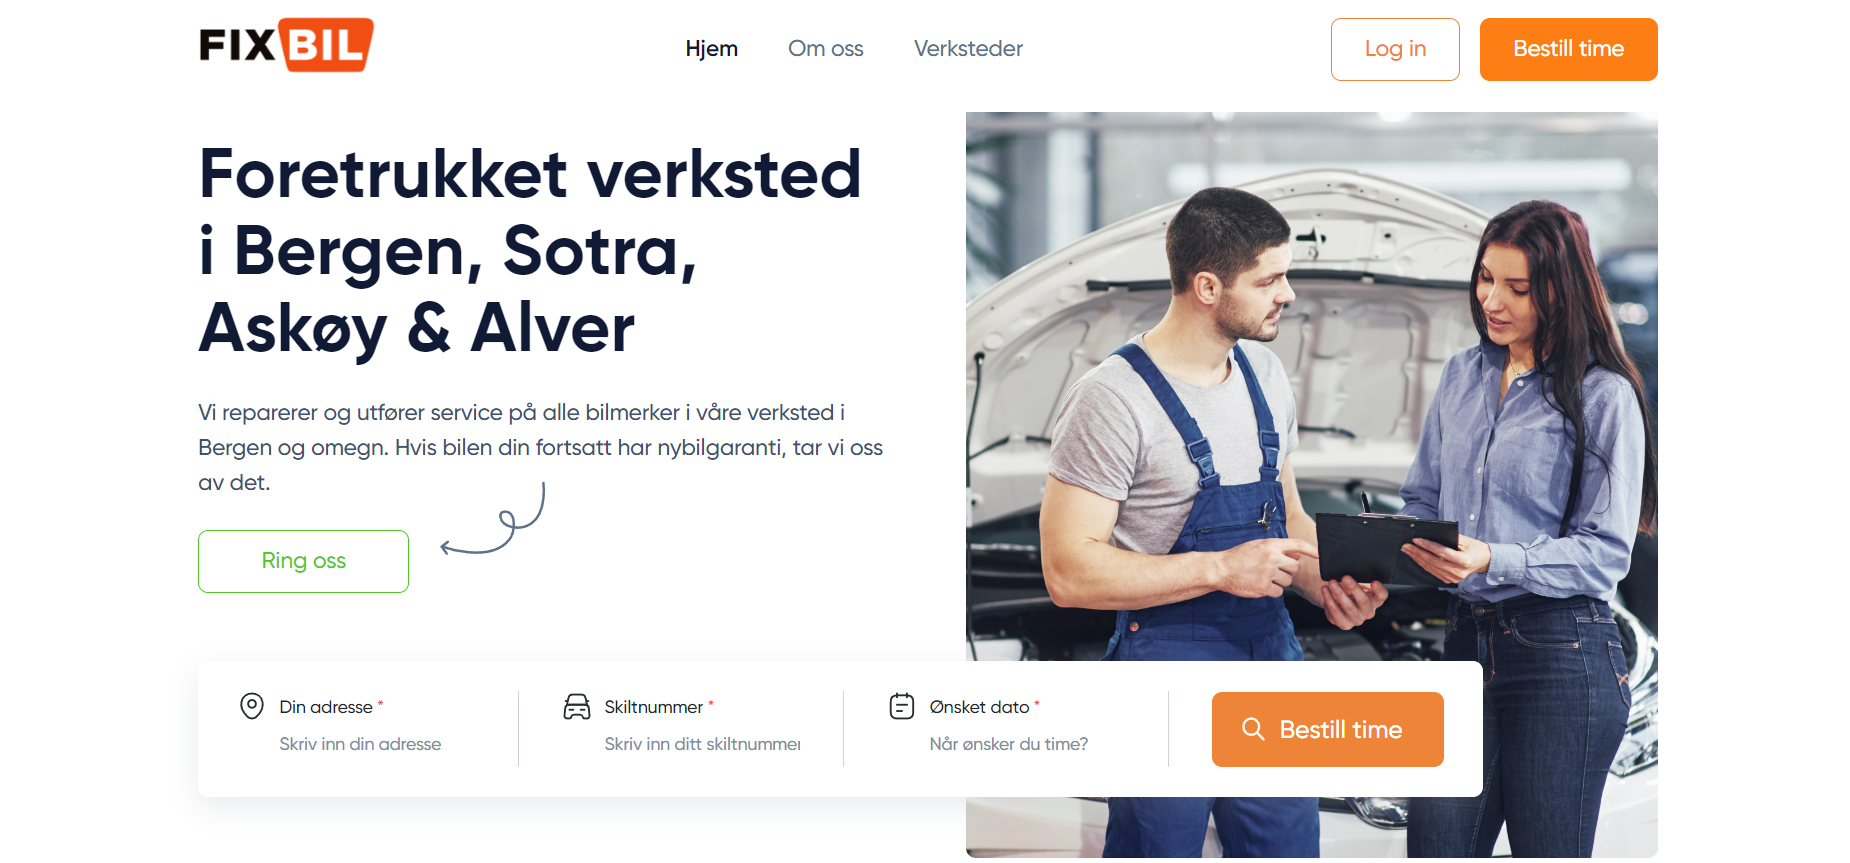 FIXBIL
Hjem
Om oss
Verksteder
Log in
Bestill time
Foretrukket verksted
i Bergen, Sotra,
Askøy & Alver
Vi reparerer og utfører service på alle bilmerker i våre verksted i
Bergen og omegn. Hvis bilen din fortsatt har nybilgaranti, tar vi oss
av det.
Ring oss
Din adresse *
Skriv inn din adresse
Skiltnummer *
Skriv inn ditt skiltnummer
Ønsket dato *
Når ønsker du time?
Bestill time